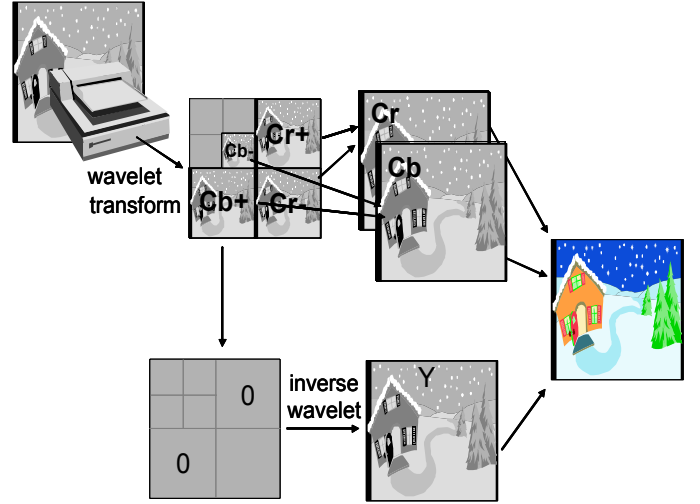 wavelet
transform
Cb-
Cr+
Cb+
Cr-
Cr
Cb
0
0
inverse
wavelet
Y